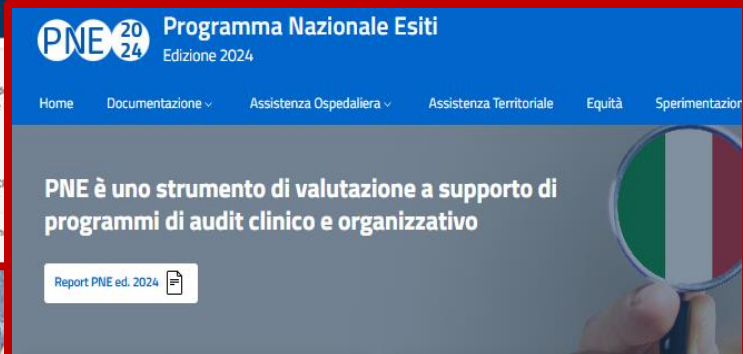 PNE 20 24
Programma Nazionale Esiti
Edizione 2024
Home Documentazione Assistenza Ospedaliera Assistenza Territoriale Equità
PNE è uno strumento di valutazione a supporto di
programmi di audit clinico e organizzativo
Report PNE ed. 2024